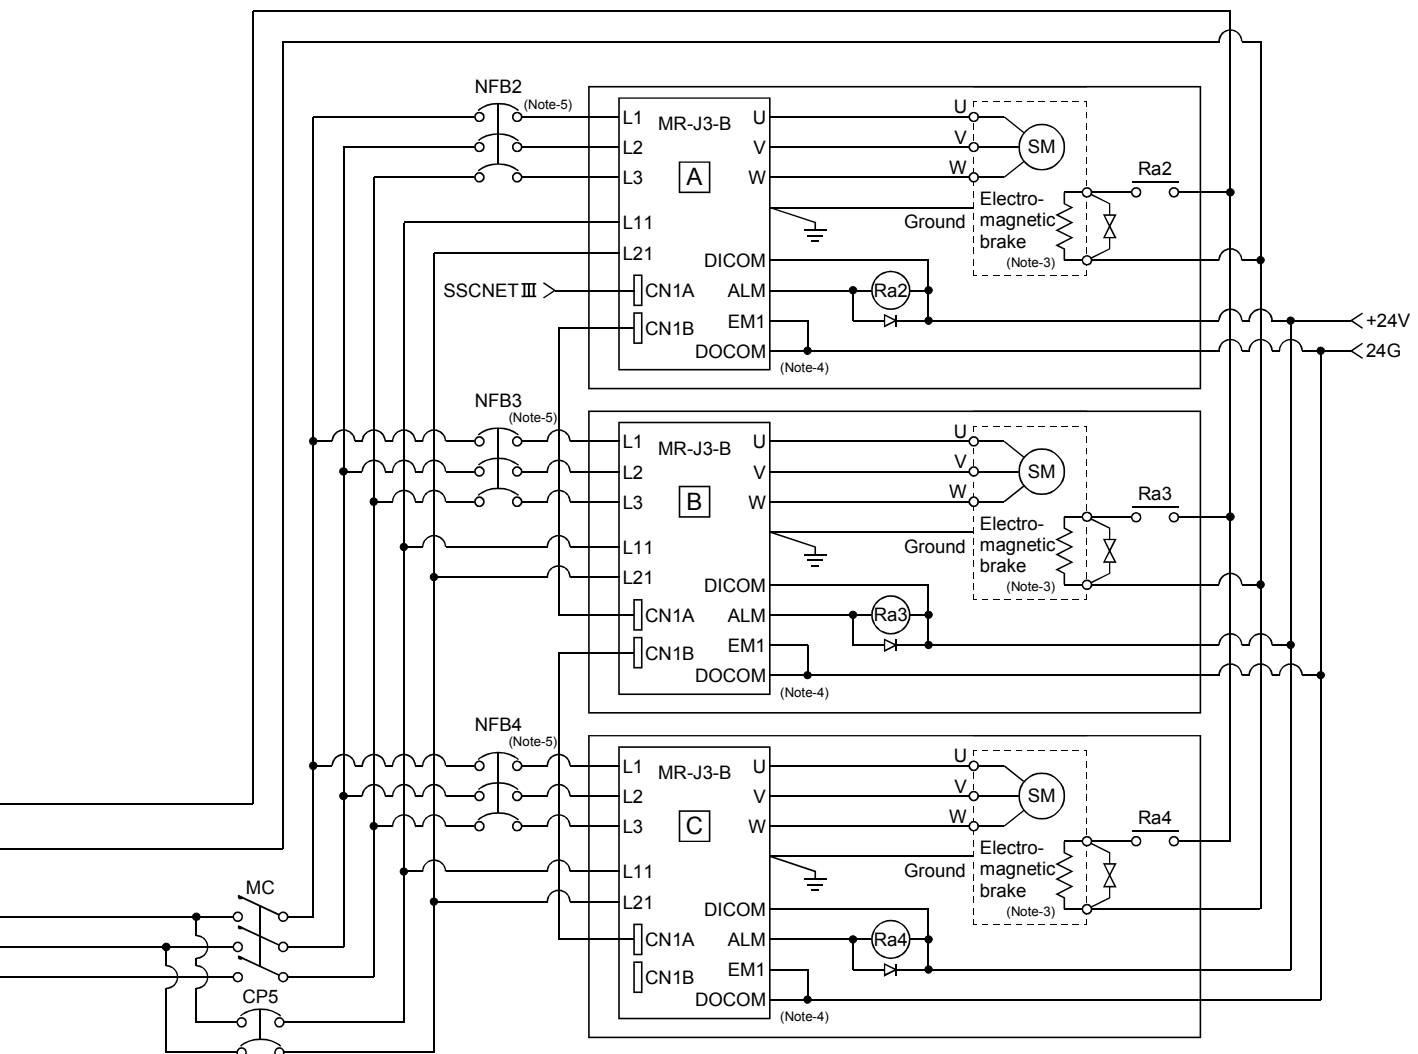 NFB2
(Note-5)
L1
MR-J3-B
U
U
L2
V
V
SM
L3
A
W
W
Ra2
Electro-
magnetic
brake
(Note-3)
L11
Ground
L21
DICOM
SSCNETⅢ
CN1A
ALM
Ra2
CN1B
EM1
+24V
DOCOM
(Note-4)
24G
NFB3
(Note-5)
L1
MR-J3-B
U
U
L2
V
V
SM
L3
B
W
W
Ra3
Electro-
magnetic
brake
(Note-3)
L11
Ground
L21
DICOM
CN1A
ALM
Ra3
CN1B
EM1
DOCOM
(Note-4)
NFB4
(Note-5)
L1
MR-J3-B
U
U
L2
V
V
SM
L3
C
W
W
Ra4
Electro-
magnetic
brake
(Note-3)
L11
Ground
MC
L21
DICOM
CN1A
ALM
Ra4
CN1B
EM1
CP5
DOCOM
(Note-4)